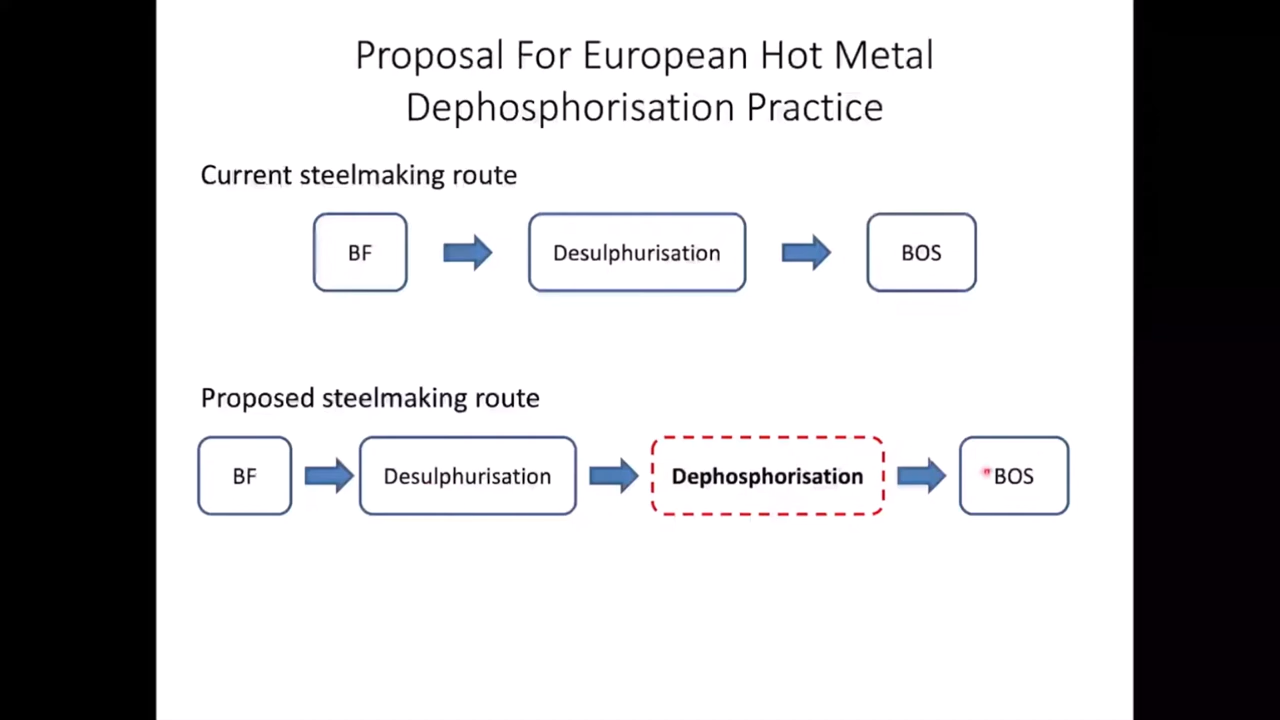 Proposal For European Hot Metal
Dephosphorisation Practice
Current steelmaking route
BF
Desulphurisation
BOS
Proposed steelmaking route
BF
Desulphurisation
Dephosphorisation
BOS